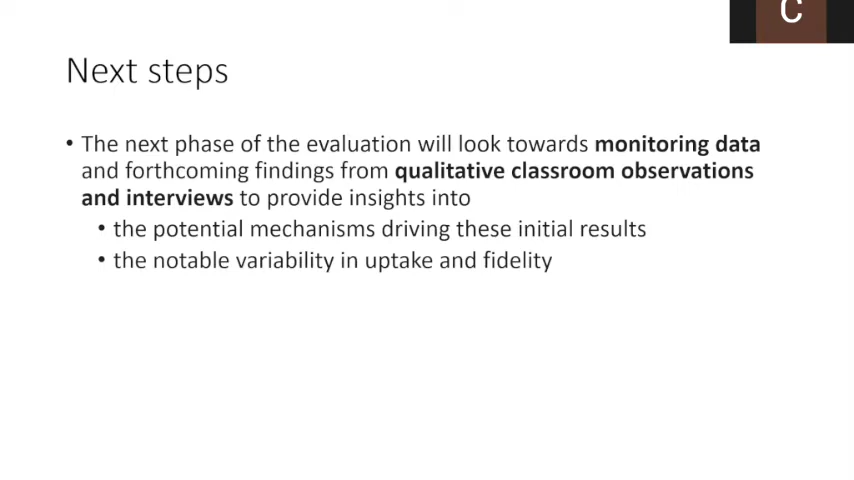 C
Next steps
• The next phase of the evaluation will look towards monitoring data
and forthcoming findings from qualitative classroom observations
and interviews to provide insights into
• the potential mechanisms driving these initial results
• the notable variability in uptake and fidelity